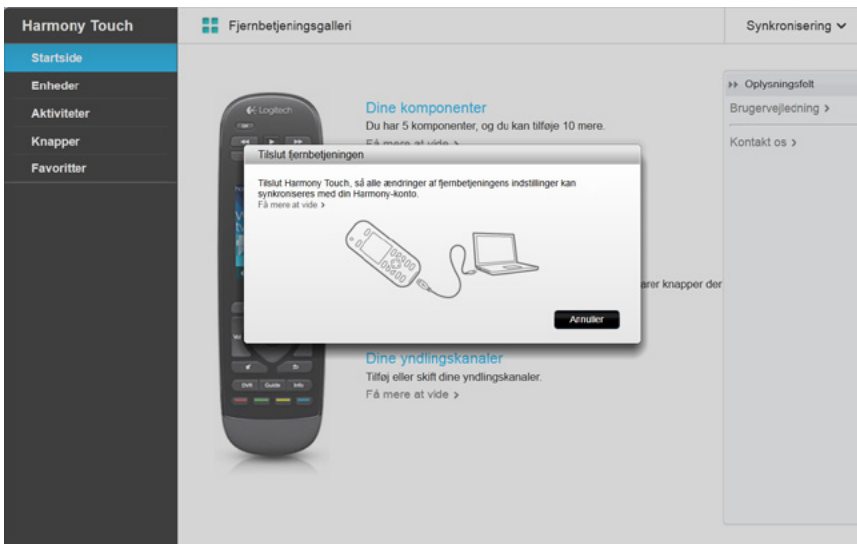 Harmony Touch
Fjernbetjeningsgalleri
Synkronisering
Startside
Enheder
Aktiviteter
Knapper
Favoritter
Logitech
Dine komponenter
Du har 5 komponenter, og du kan tilføje 10 mere.
Få mere at vide >
Tilslut fjernbetjeningen
Tilslut Harmony Touch, så alle ændringer af fjernbetjeningens indstillinger kan
synkroniseres med din Harmony-konto.
Få mere at vide >
Annuller
arer knapper der
Dine yndlingskanaler
Tilføj eller skift dine yndlingskanaler.
Få mere at vide >
DVR Guide Info
Oplysningsfelt
Brugervejledning >
Kontakt os >